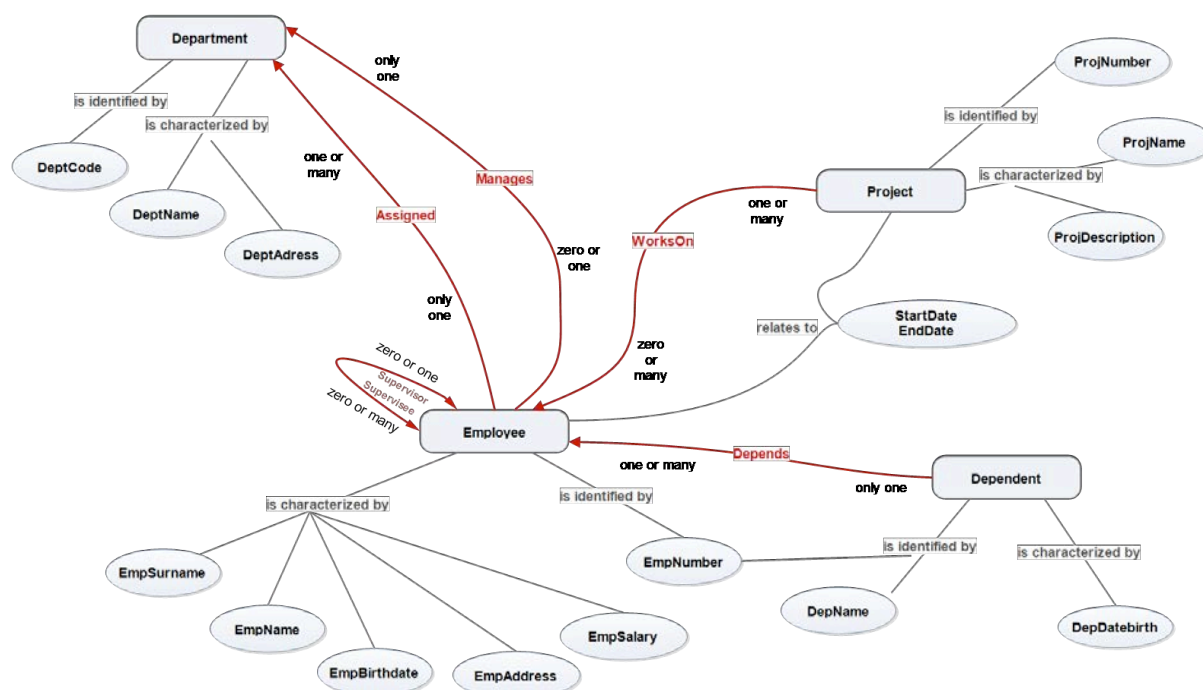 Department
only
one
ProjNumber
is identified by
is characterized by
is identified by
ProjName
DeptCode
one or
many
Manages
is characterized by
Project
one or
many
DeptName
Assigned
ProjDescription
WorksOn
DeptAdress
zero or
one
only
one
StartDate
EndDate
relates to
zero
or
many
zero or one
Supervisor
Supervisee
zero or many
Employee
Depends
one or many
only one
Dependent
is characterized by
is identified by
is identified by
is characterized by
EmpNumber
EmpSurname
DepName
EmpName
EmpSalary
DepDatebirth
EmpBirthdate
EmpAddress